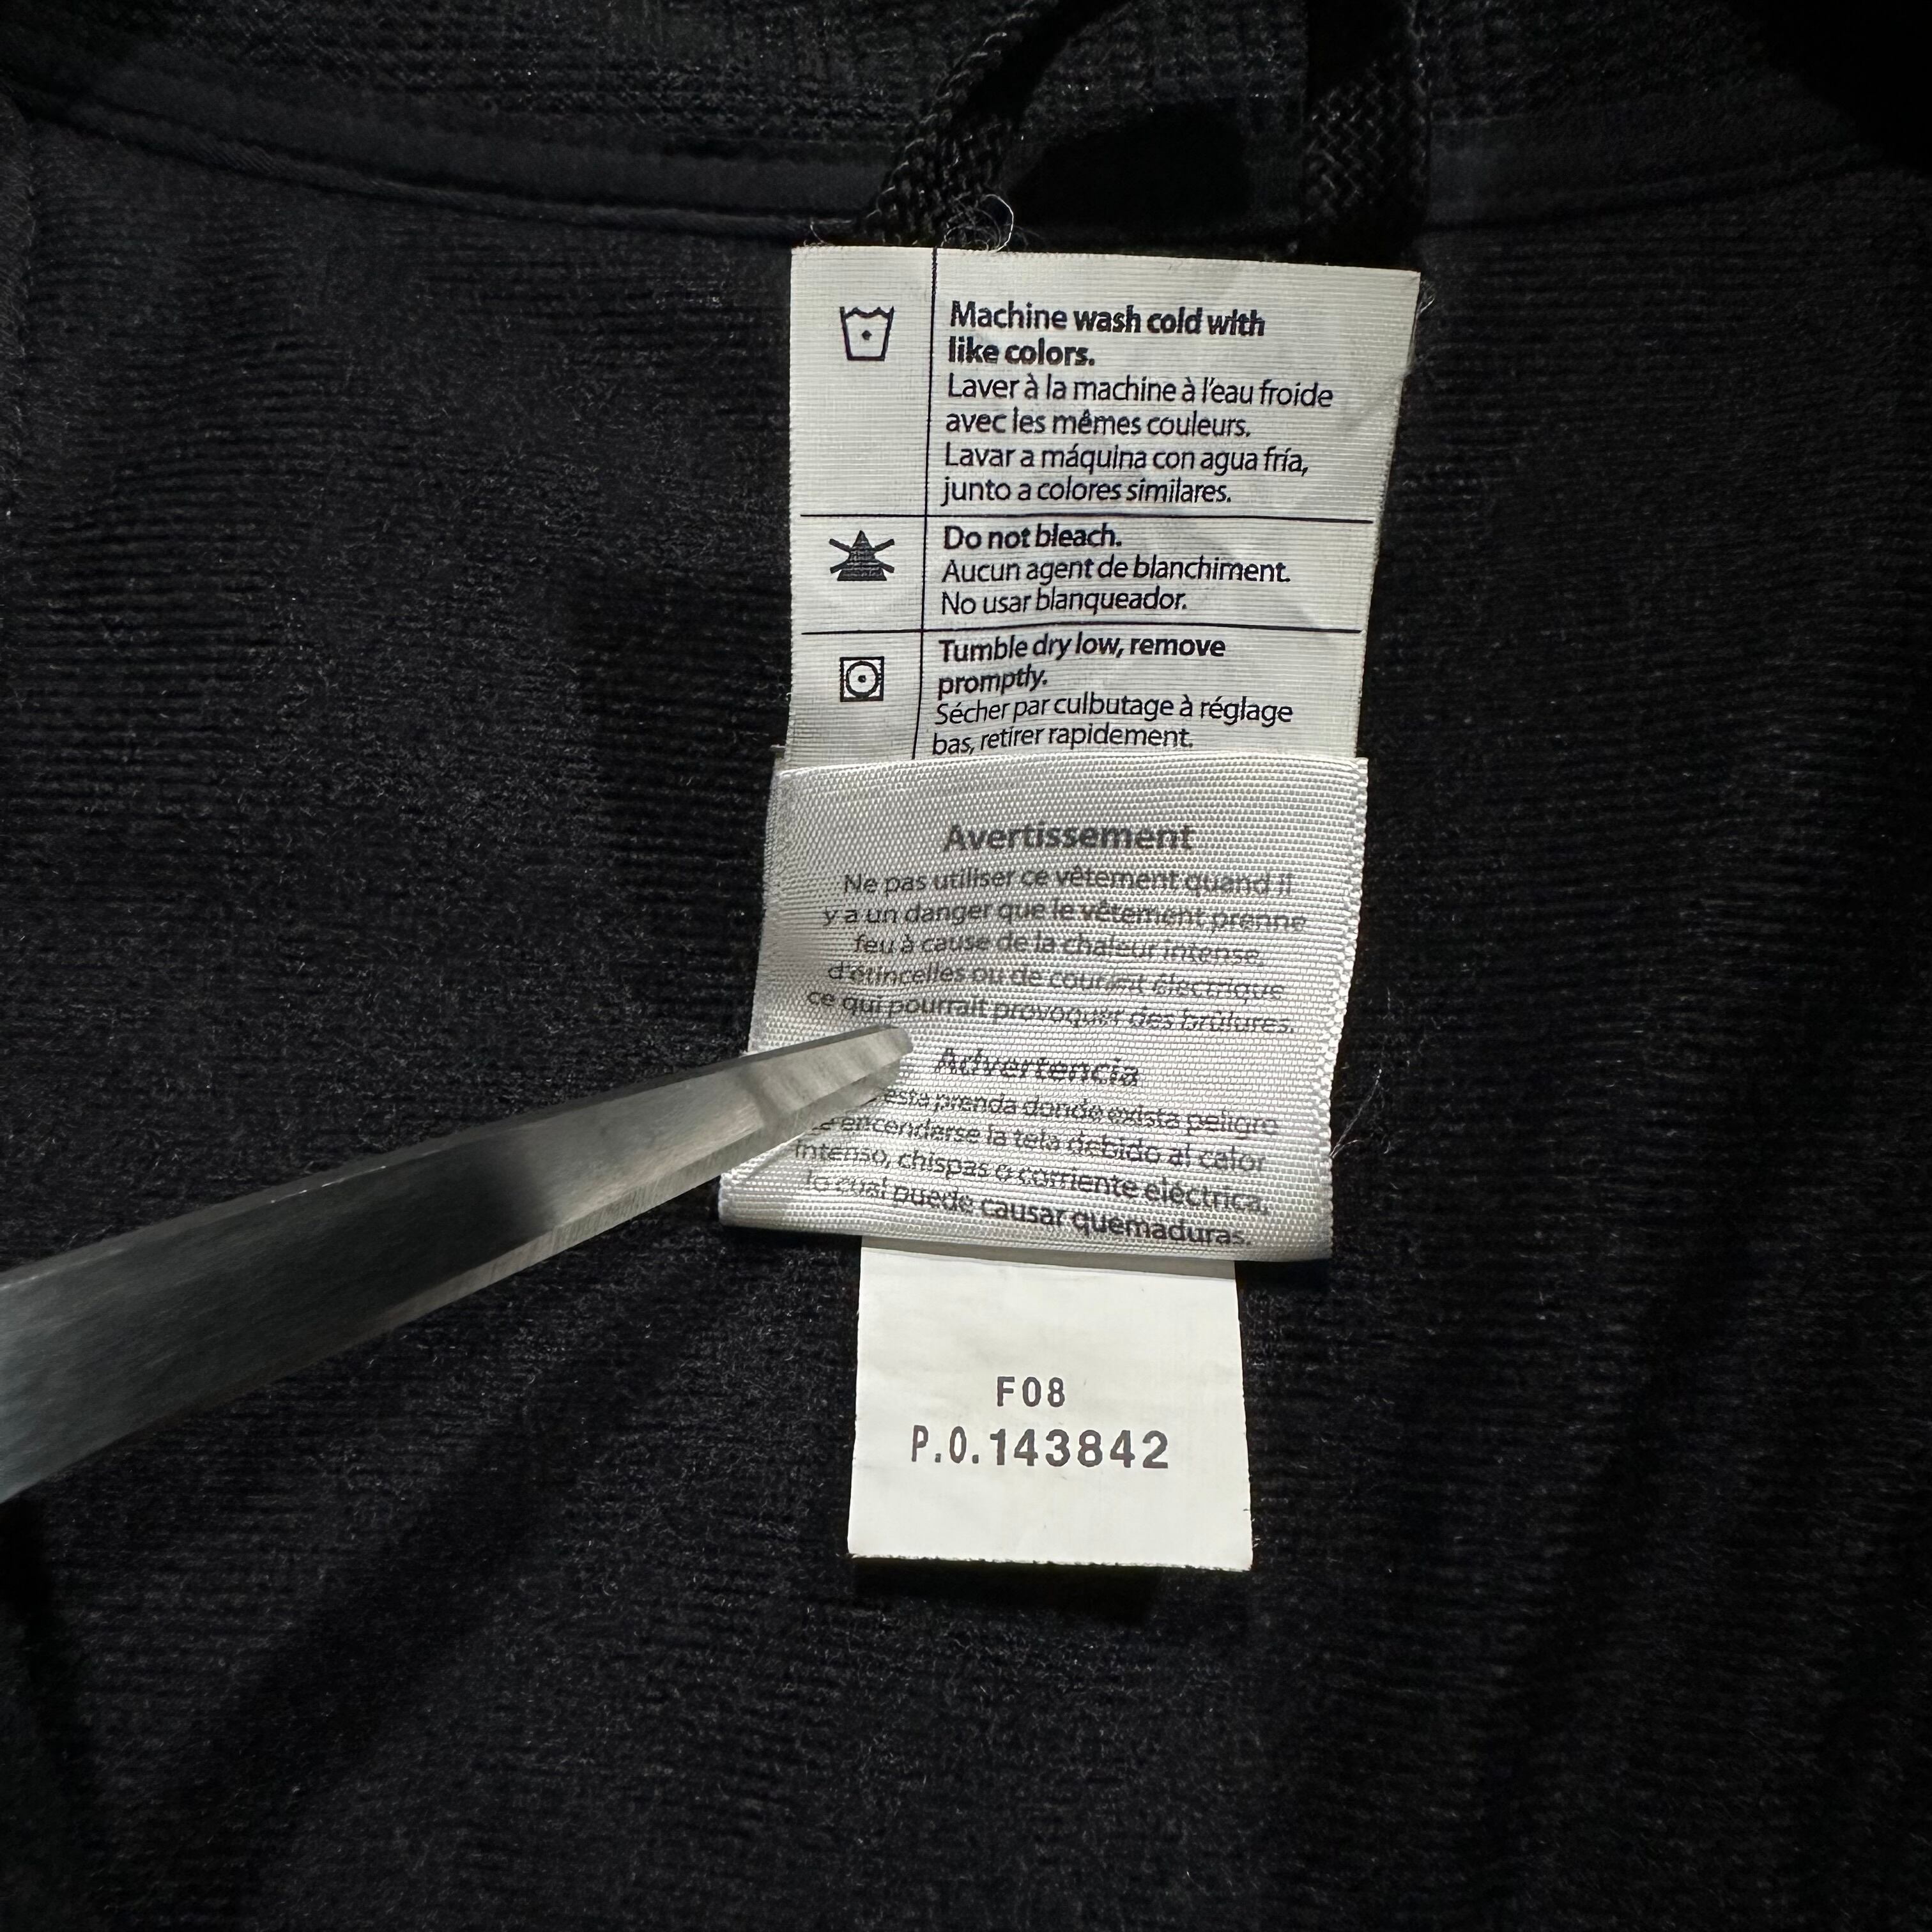 Machine wash cold with
like colors.
Laver à la machine à l'eau froide
avec les mêmes couleurs.
Lavar a máquina con agua fría,
junto a colores similares.
Do not bleach.
Aucun agent de blanchiment.
No usar blanqueador.
Tumble dry low, remove
promptly.
Sécher par culbutage à réglage
bas, retirer rapidement.
Avertissement
Ne pas utiliser ce vêtement quand il
y a un danger que le vêtement prenne
feu à cause de la chaleur intense,
d'étincelles ou de courant électrique
ce qui pourrait provoquer des brûlures.
Advertencia
esta prenda donde exista peligro
encenderse la tela debido al calor
intenso, chispas o corriente eléctrica,
lo cual puede causar quemaduras.
F08
P.O.143842